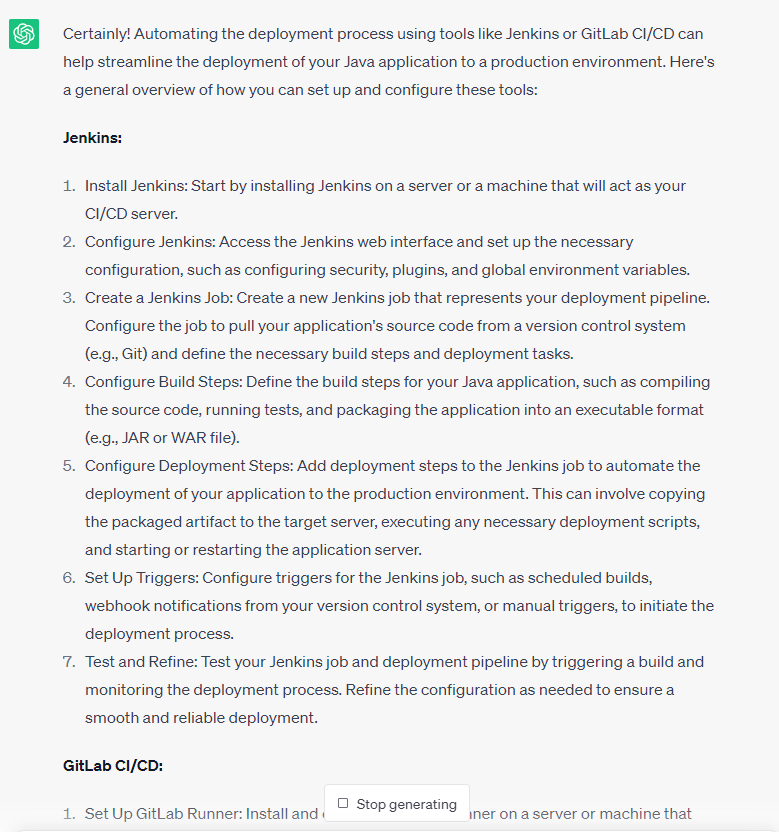 Certainly! Automating the deployment process using tools like Jenkins or GitLab CI/CD can
help streamline the deployment of your Java application to a production environment. Here's
a general overview of how you can set up and configure these tools:
Jenkins:
1. Install Jenkins: Start by installing Jenkins on a server or a machine that will act as your
CI/CD server.
2. Configure Jenkins: Access the Jenkins web interface and set up the necessary
configuration, such as configuring security, plugins, and global environment variables.
3. Create a Jenkins Job: Create a new Jenkins job that represents your deployment pipeline.
Configure the job to pull your application's source code from a version control system
(e.g., Git) and define the necessary build steps and deployment tasks.
4. Configure Build Steps: Define the build steps for your Java application, such as compiling
the source code, running tests, and packaging the application into an executable format
(e.g., JAR or WAR file).
5. Configure Deployment Steps: Add deployment steps to the Jenkins job to automate the
deployment of your application to the production environment. This can involve copying
the packaged artifact to the target server, executing any necessary deployment scripts,
and starting or restarting the application server.
6. Set Up Triggers: Configure triggers for the Jenkins job, such as scheduled builds,
webhook notifications from your version control system, or manual triggers, to initiate the
deployment process.
7. Test and Refine: Test your Jenkins job and deployment pipeline by triggering a build and
monitoring the deployment process. Refine the configuration as needed to ensure a
smooth and reliable deployment.
GitLab CI/CD:
1. Set Up GitLab Runner: Install and on a server or machine that
Stop generating